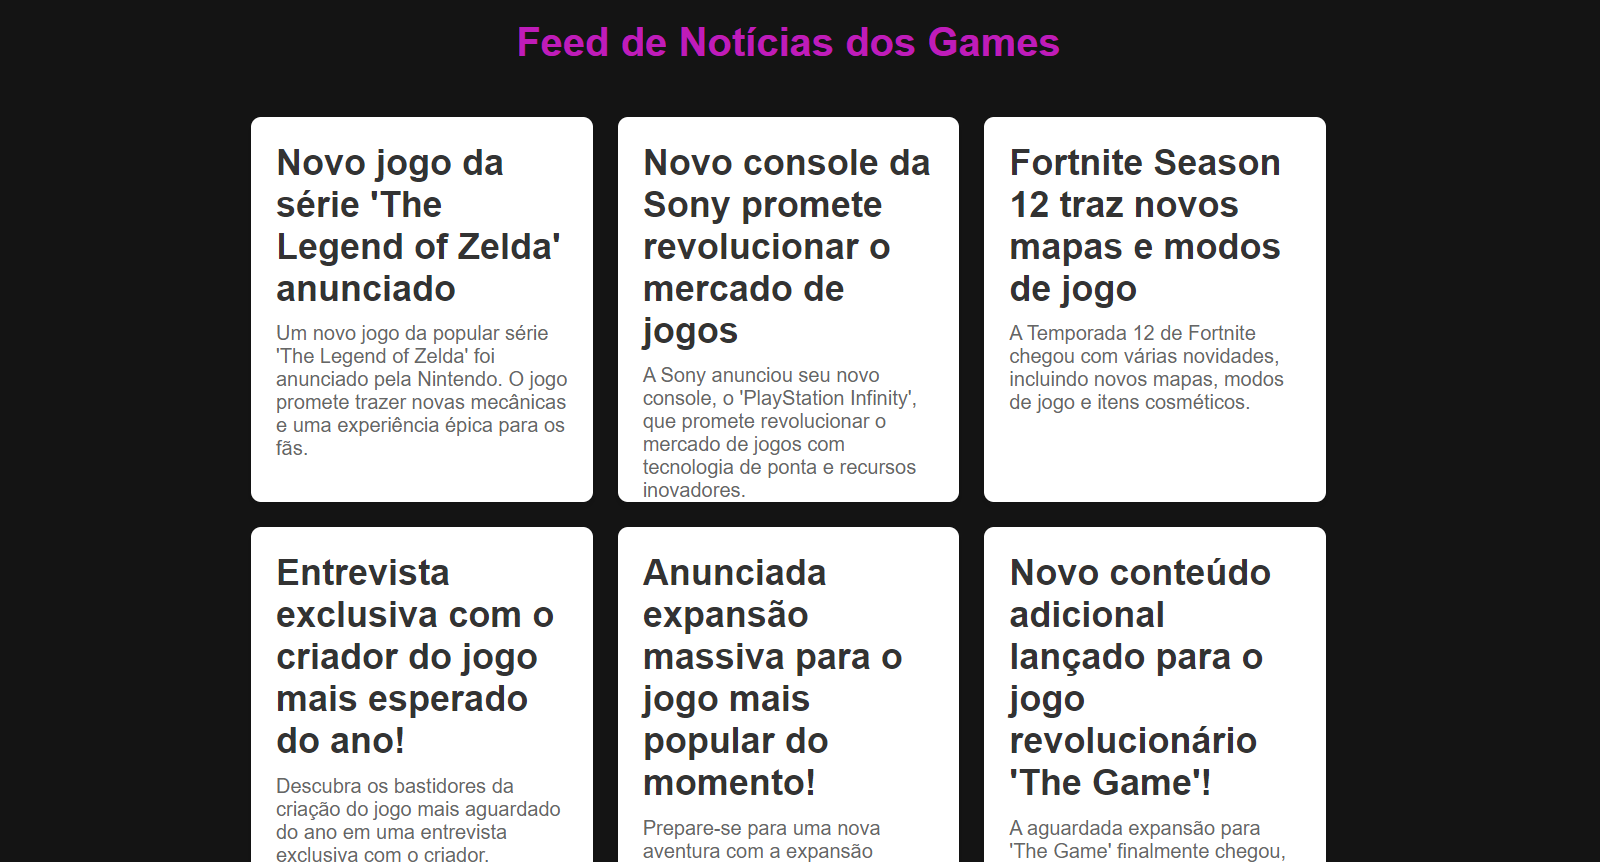 Feed de Notícias dos Games
Novo jogo da
série 'The
Legend of Zelda'
anunciado
Um novo jogo da popular série
'The Legend of Zelda' foi
anunciado pela Nintendo. O jogo
promete trazer novas mecânicas
e uma experiência épica para os
fãs.
Novo console da
Sony promete
revolucionar o
mercado de
jogos
A Sony anunciou seu novo
console, o 'PlayStation Infinity',
que promete revolucionar o
mercado de jogos com
tecnologia de ponta e recursos
inovadores.
Fortnite Season
12 traz novos
mapas e modos
de jogo
A Temporada 12 de Fortnite
chegou com várias novidades,
incluindo novos mapas, modos
de jogo e itens cosméticos.
Entrevista
exclusiva com o
criador do jogo
mais esperado
do ano!
Descubra os bastidores da
criação do jogo mais aguardado
do ano em uma entrevista
exclusiva com o criador.
Anunciada
expansão
massiva para o
jogo mais
popular do
momento!
Prepare-se para uma nova
aventura com a expansão
Novo conteúdo
adicional
lançado para o
jogo
revolucionário
'The Game'!
A aguardada expansão para
'The Game' finalmente chegou,